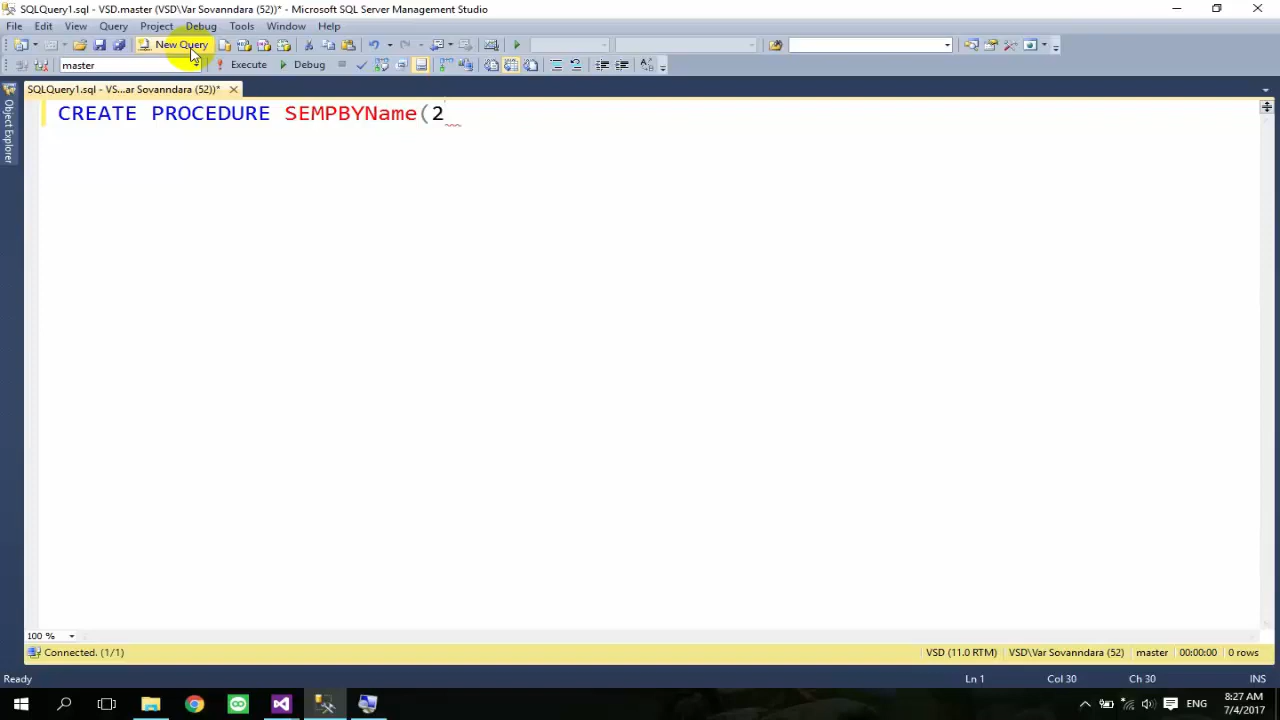 SQLQuery1.sql - VSD.master (VSD\Var Sovanndara (52))* - Microsoft SQL Server Management Studio
File Edit View Query Project Debug Tools Window Help
New Query
master Execute Debug
SQLQuery1.sql - VS...ar Sovanndara (52))*
Object Explorer
CREATE PROCEDURE SEMPBYName(2
100 %
Connected. (1/1) VSD (11.0 RTM) VSD\Var Sovanndara (52) master 00:00:00 0 rows
Ready Ln 1 Col 30 Ch 30 INS
ENG 8:27 AM
7/4/2017